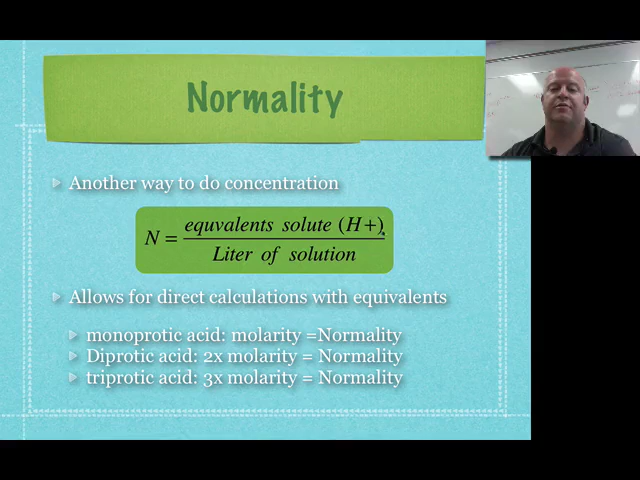 Normality
Another way to do concentration
N = equvalents solute (H+) / Liter of solution
Allows for direct calculations with equivalents
monoprotic acid: molarity =Normality
Diprotic acid: 2x molarity = Normality
triprotic acid: 3x molarity = Normality